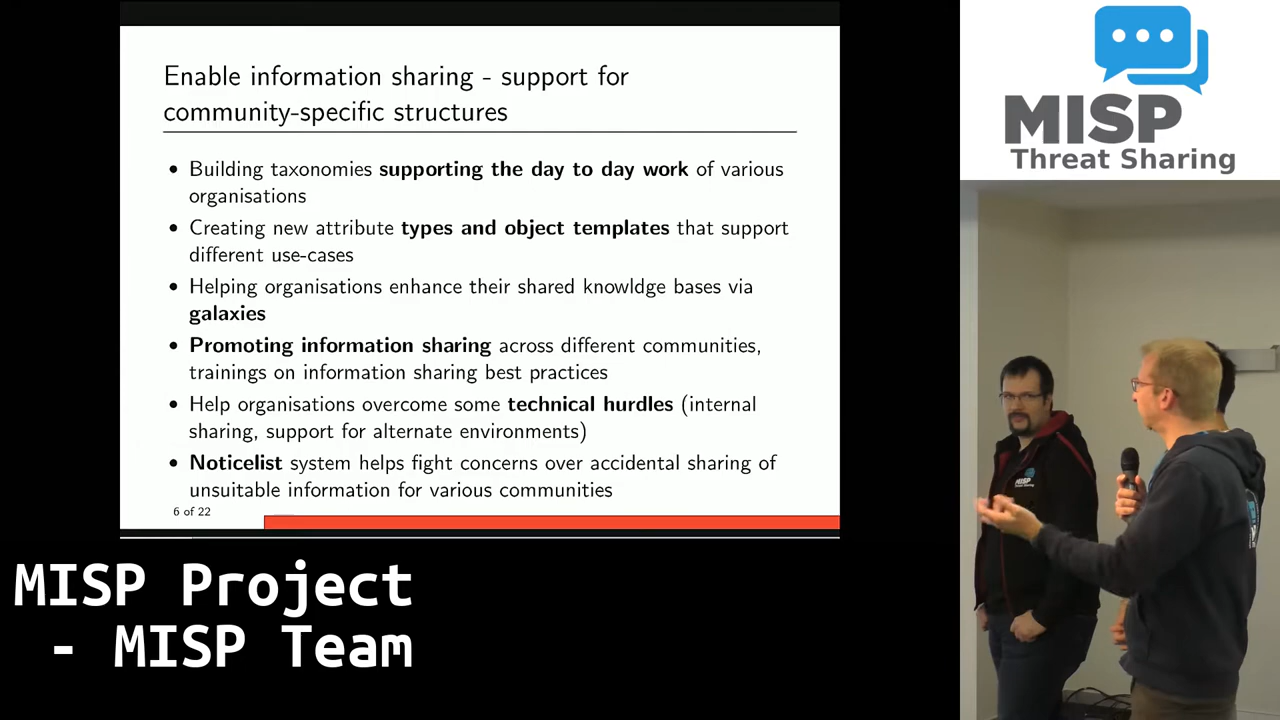 Enable information sharing - support for
community-specific structures
• Building taxonomies supporting the day to day work of various
organisations
• Creating new attribute types and object templates that support
different use-cases
• Helping organisations enhance their shared knowldge bases via
galaxies
• Promoting information sharing across different communities,
trainings on information sharing best practices
• Help organisations overcome some technical hurdles (internal
sharing, support for alternate environments)
• Noticelist system helps fight concerns over accidental sharing of
unsuitable information for various communities
6 of 22
MISP
Threat Sharing
MISP
Threat Sharing
MISP Project
- MISP Team